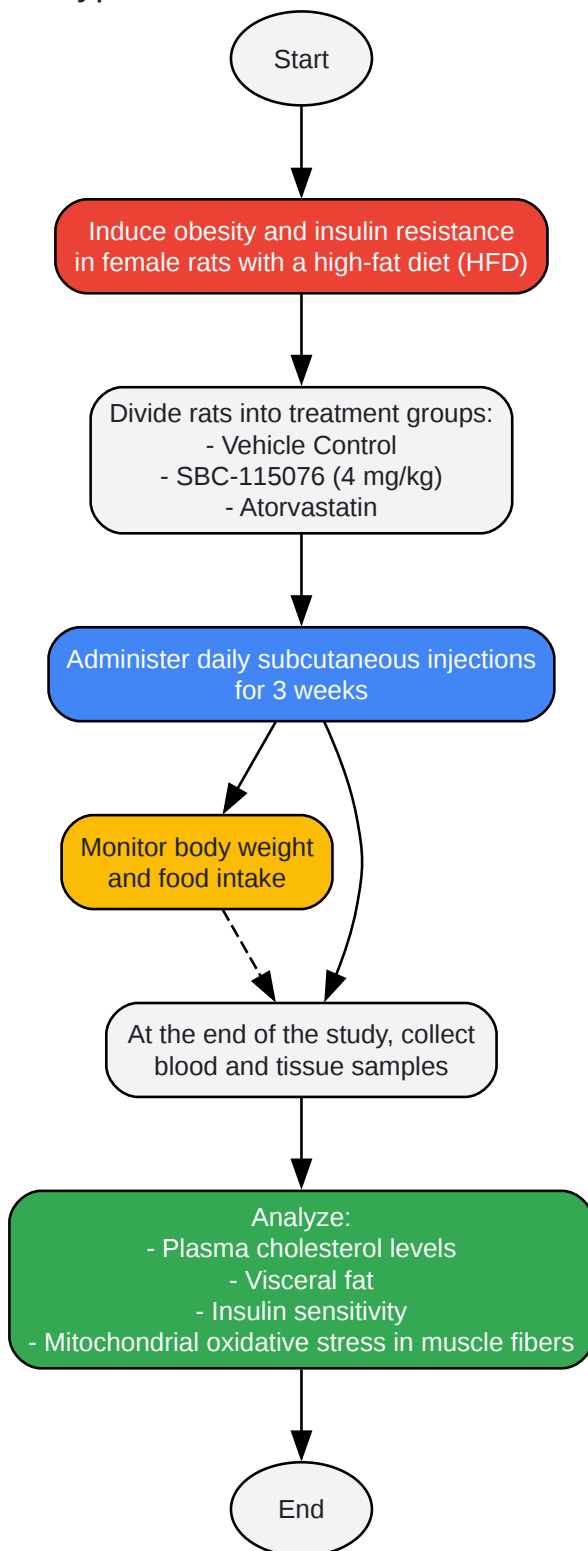 Start
Induce obesity and insulin resistance
in female rats with a high-fat diet (HFD)
Divide rats into treatment groups:
- Vehicle Control
- SBC-115076 (4 mg/kg)
- Atorvastatin
Administer daily subcutaneous injections
for 3 weeks
Monitor body weight
and food intake
At the end of the study, collect
blood and tissue samples
Analyze:
- Plasma cholesterol levels
- Visceral fat
- Insulin sensitivity
- Mitochondrial oxidative stress in muscle fibers
End